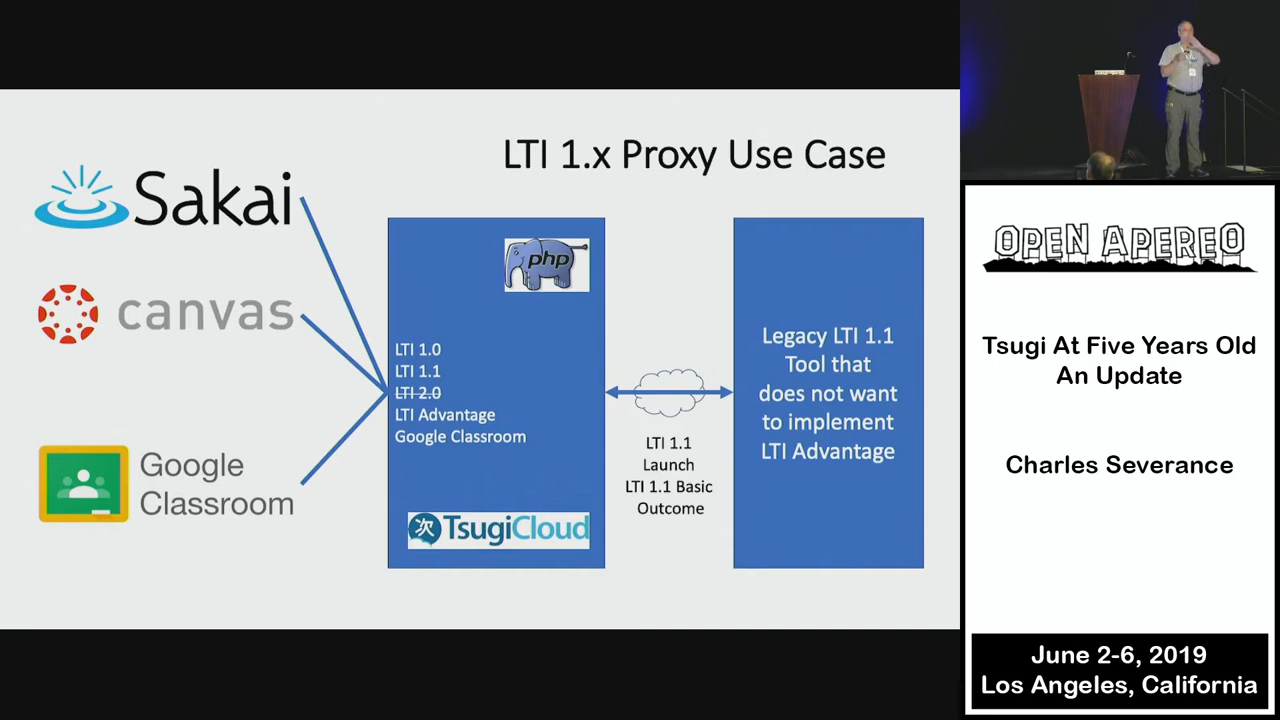 LTI 1.x Proxy Use Case
Sakai
canvas
Google
Classroom
php
LTI 1.0
LTI 1.1
LTI 2.0
LTI Advantage
Google Classroom
次 TsugiCloud
LTI 1.1
Launch
LTI 1.1 Basic
Outcome
Legacy LTI 1.1
Tool that
does not want
to implement
LTI Advantage
OPEN APEREO
Tsugi At Five Years Old
An Update
Charles Severance
June 2-6, 2019
Los Angeles, California